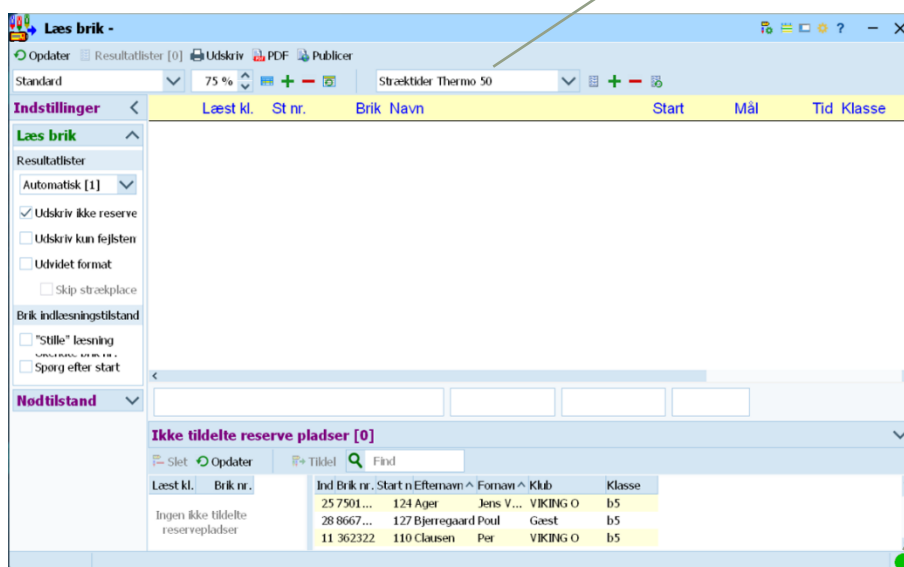 Læs brik -
?
Opdater Resultatlister [0] Udskriv PDF Publicer
Standard 75 % Stræktider Thermo 50
Indstillinger
Læst kl. St nr. Brik Navn Start Mål Tid Klasse
Læs brik
Resultatlister
Automatisk [1]
Udskriv ikke reserve
Udskriv kun fejlstem
Udvidet format
Skip strækplace
Brik indlæsningstilstand
"Stille" læsning
Spørg efter start
Nødtilstand
Ikke tildelte reserve pladser [0]
Slet Opdater Tildel Find
Læst kl. Brik nr. Ind Brik nr. Start n Efternavn Fornavn Klub Klasse
Ingen ikke tildelte
reservepladser
25 7501... 124 Ager Jens V... VIKING O b5
28 8667... 127 Bjerregaard Poul Gæst b5
11 362322 110 Clausen Per VIKING O b5